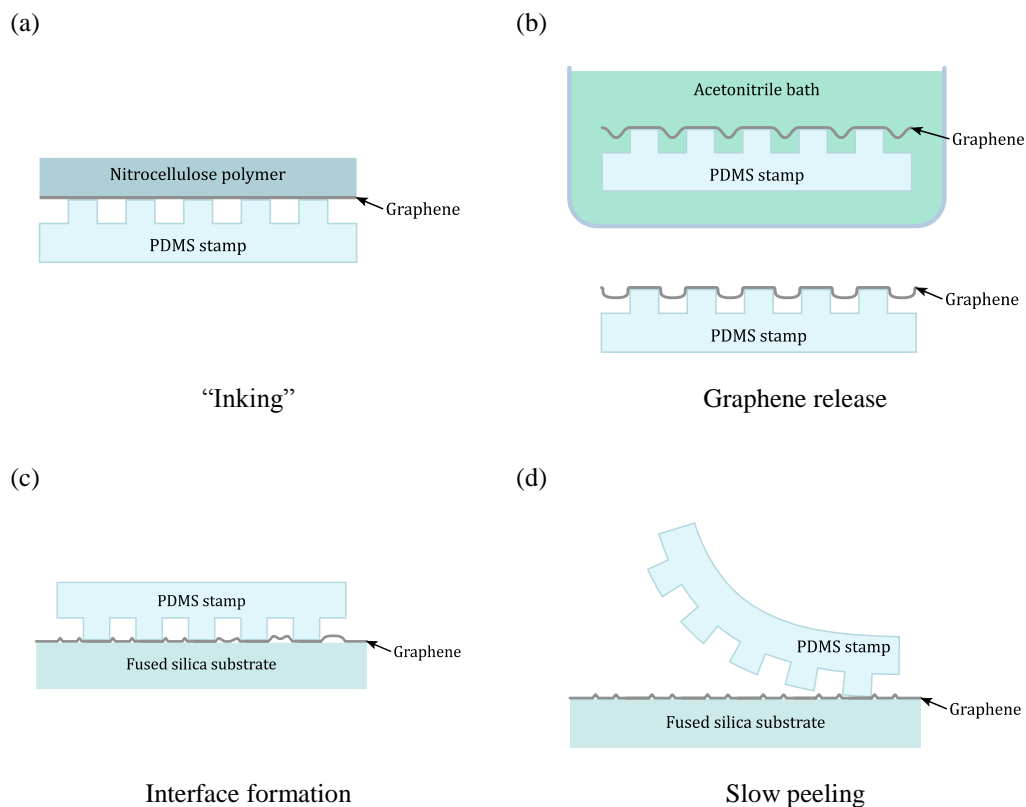 (a)
Nitrocellulose polymer
Graphene
PDMS stamp
“Inking”
(b)
Acetonitrile bath
Graphene
PDMS stamp
Graphene
PDMS stamp
Graphene release
(c)
PDMS stamp
Graphene
Fused silica substrate
Interface formation
(d)
PDMS stamp
Graphene
Fused silica substrate
Slow peeling